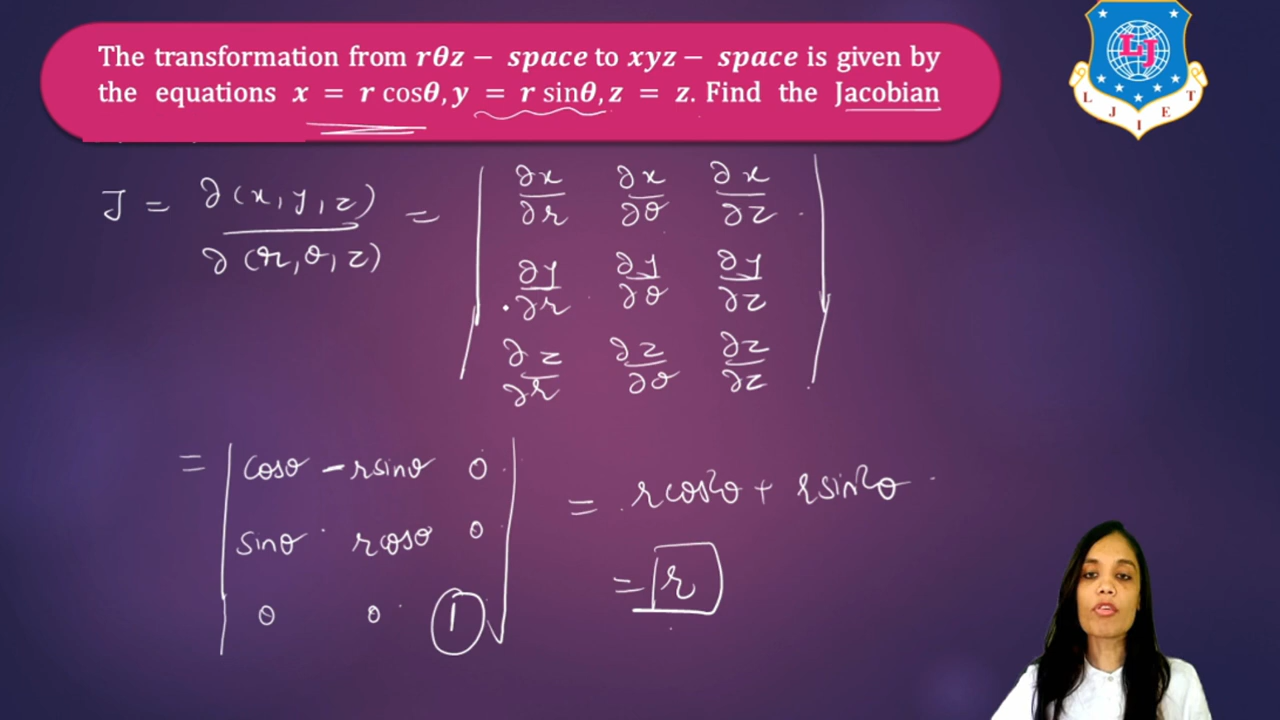 The transformation from rθz − space to xyz − space is given by
the equations x = r cosθ, y = r sinθ, z = z. Find the Jacobian
LJ
L J I E T
J = ∂(x,y,z) / ∂(r,θ,z) = | ∂x/∂r ∂x/∂θ ∂x/∂z |
| ∂y/∂r ∂y/∂θ ∂y/∂z |
| ∂z/∂r ∂z/∂θ ∂z/∂z |
= | cosθ −rsinθ 0 |
| sinθ rcosθ 0 |
| 0 0 1 |
= rcos²θ + rsin²θ
= r